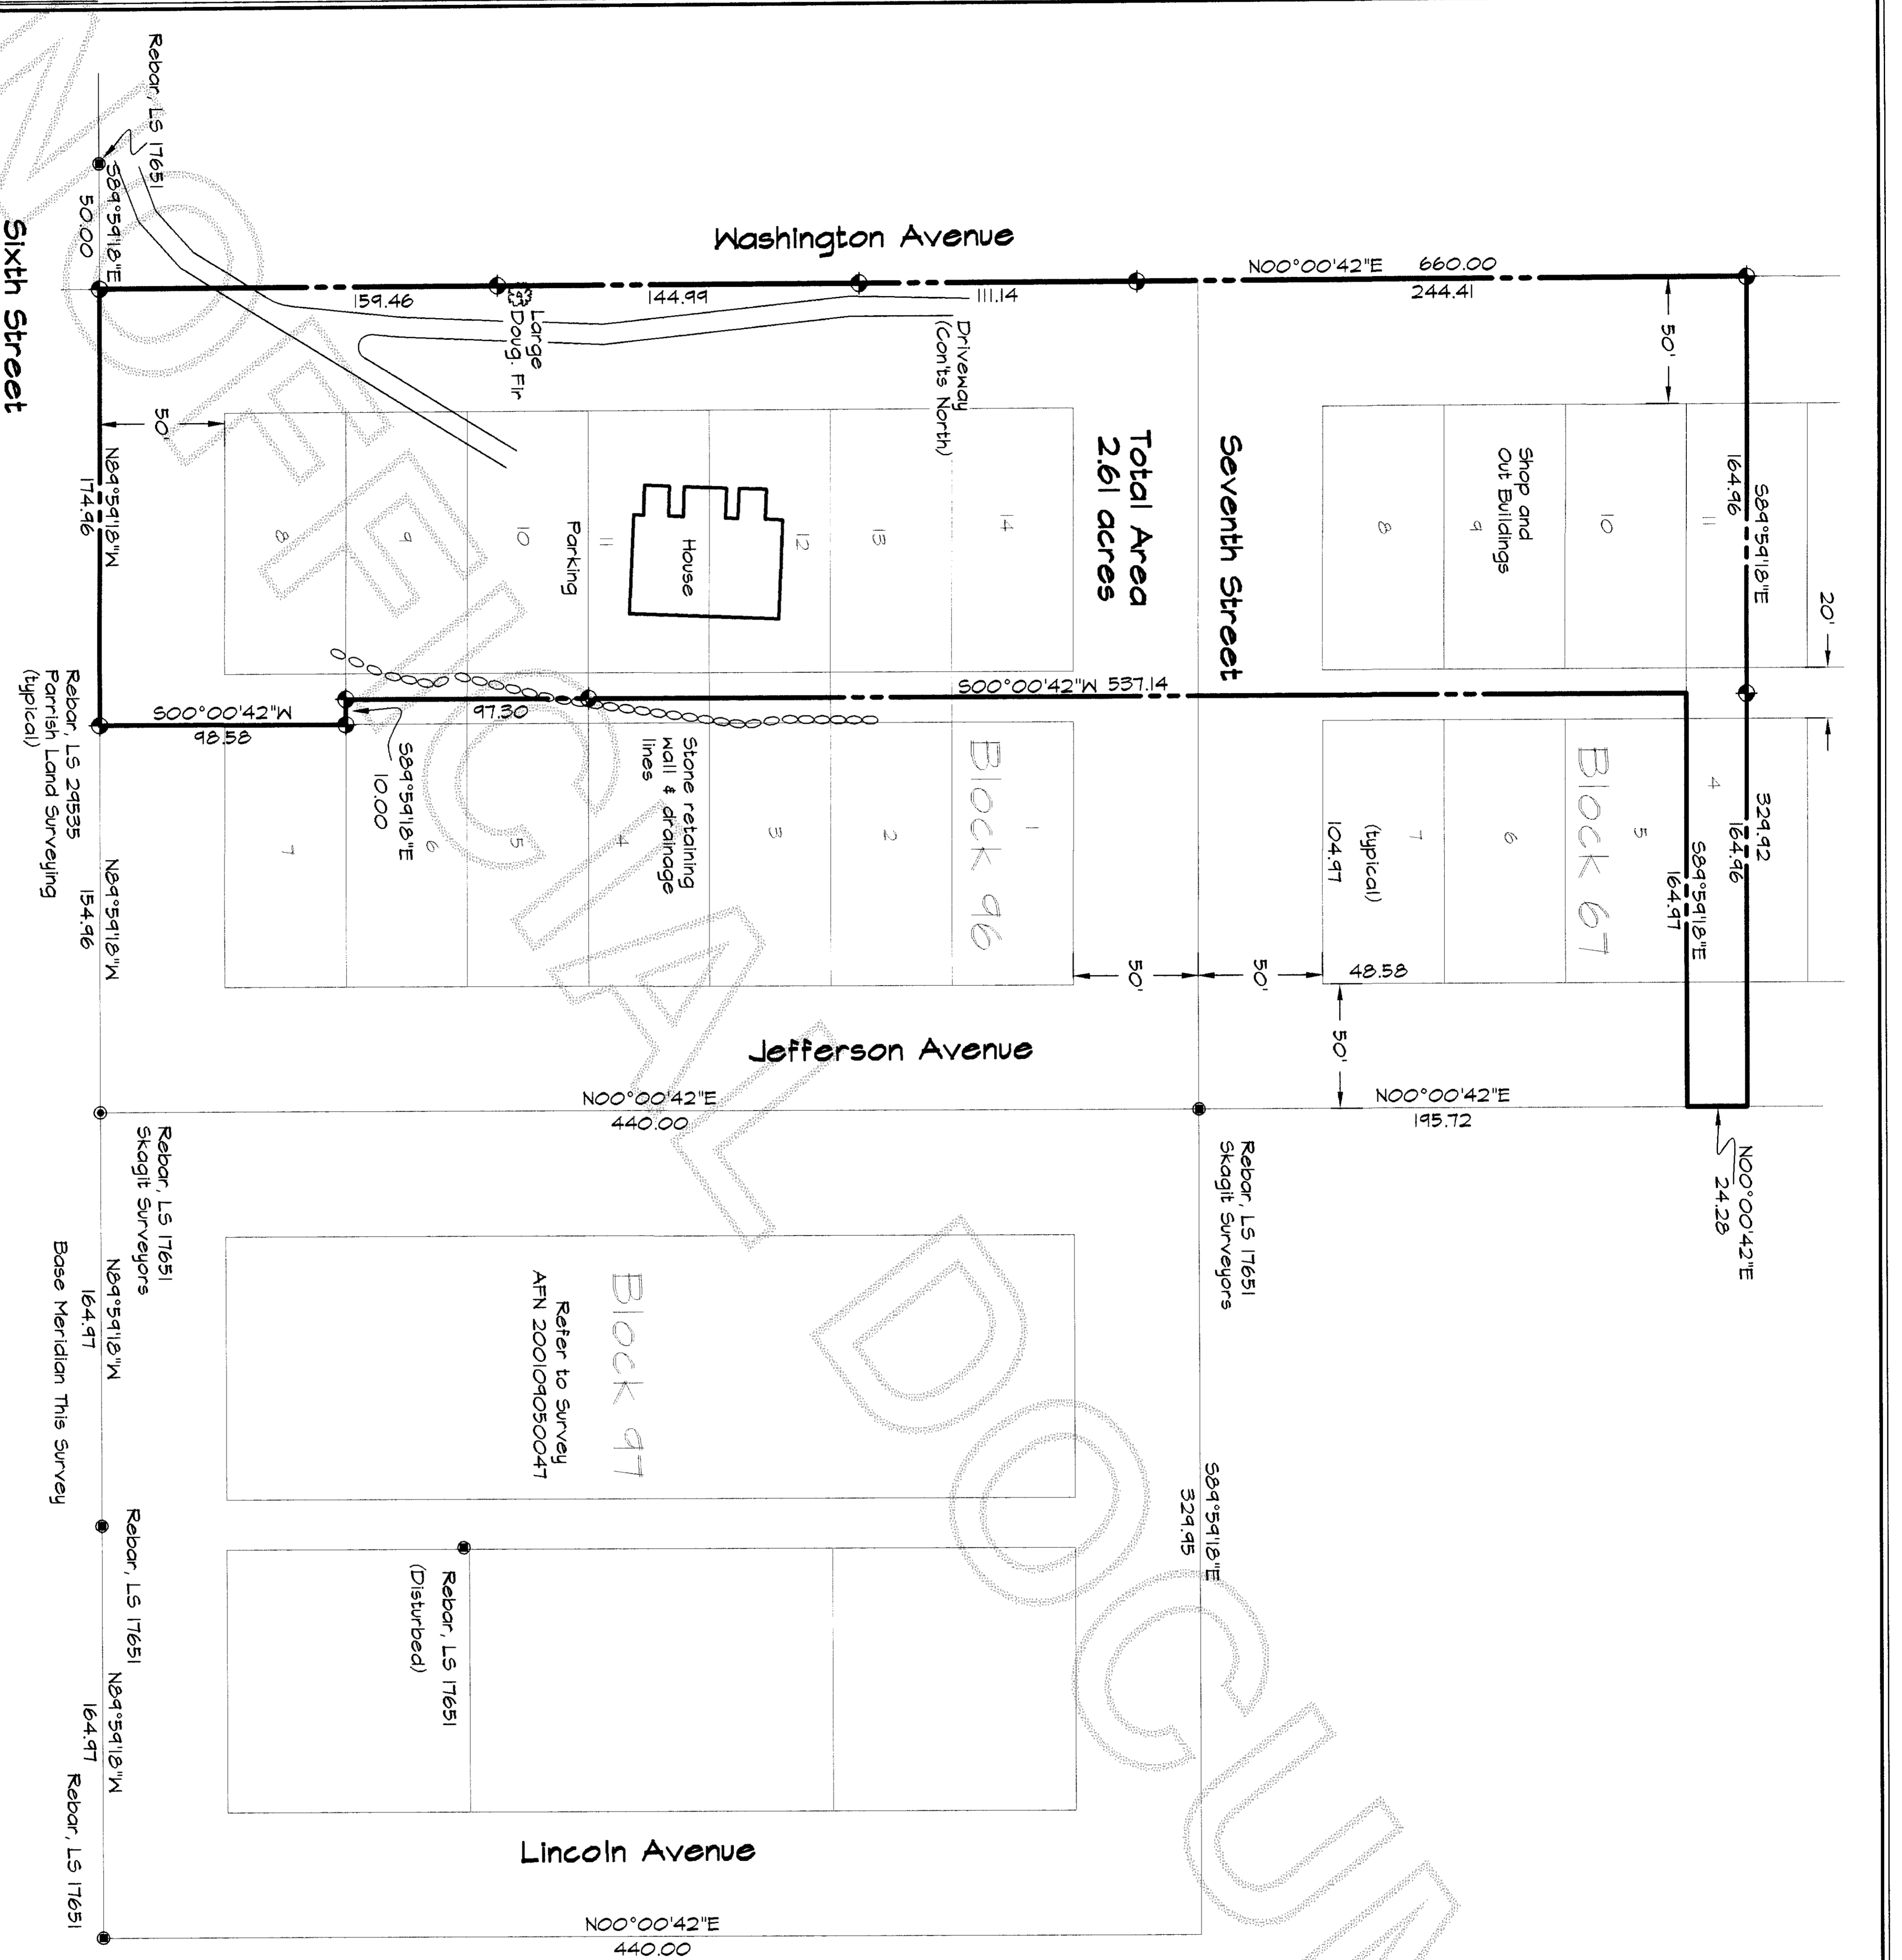 Rebar, LS 17651
S89°59'18"E
50.00
Sixth Street
Washington Avenue
N00°00'42"E 660.00
244.41
111.14
144.99
159.46
Large
Doug. Fir
Driveway
(Con'ts North)
50'
50'
S89°59'18"E
164.96
329.92
164.96
S89°59'18"E
164.97
20'
11
10
Shop and
Out Buildings
9
8
4
5
Block 67
6
7
(typical)
104.97
48.58
50'
50'
50'
Seventh Street
Total Area
2.61 acres
14
13
12
11
10
9
8
House
Parking
N89°59'18"W
174.96
S00°00'42"W 537.14
97.30
S00°00'42"W
98.58
S89°59'18"E
10.00
Stone retaining
wall & drainage
lines
Block 96
1
2
3
4
5
6
7
Rebar, LS 29535
Parrish Land Surveying
(typical)
N89°59'18"W
154.96
Jefferson Avenue
N00°00'42"E
440.00
N00°00'42"E
195.72
N00°00'42"E
24.28
Rebar, LS 17651
Skagit Surveyors
Rebar, LS 17651
Skagit Surveyors
N89°59'18"W
164.97
Base Meridian This Survey
Block 97
Refer to Survey
AFN 200109050047
S89°59'18"E
329.95
Rebar, LS 17651
(Disturbed)
Rebar, LS 17651
N89°59'18"W
164.97
Rebar, LS 17651
Lincoln Avenue
N00°00'42"E
440.00
OFFICIAL DOCUM